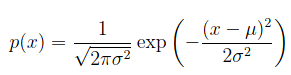 p(x) = \frac{1}{\sqrt{2\pi\sigma^2}} \exp\left(-\frac{(x-\mu)^2}{2\sigma^2}\right)